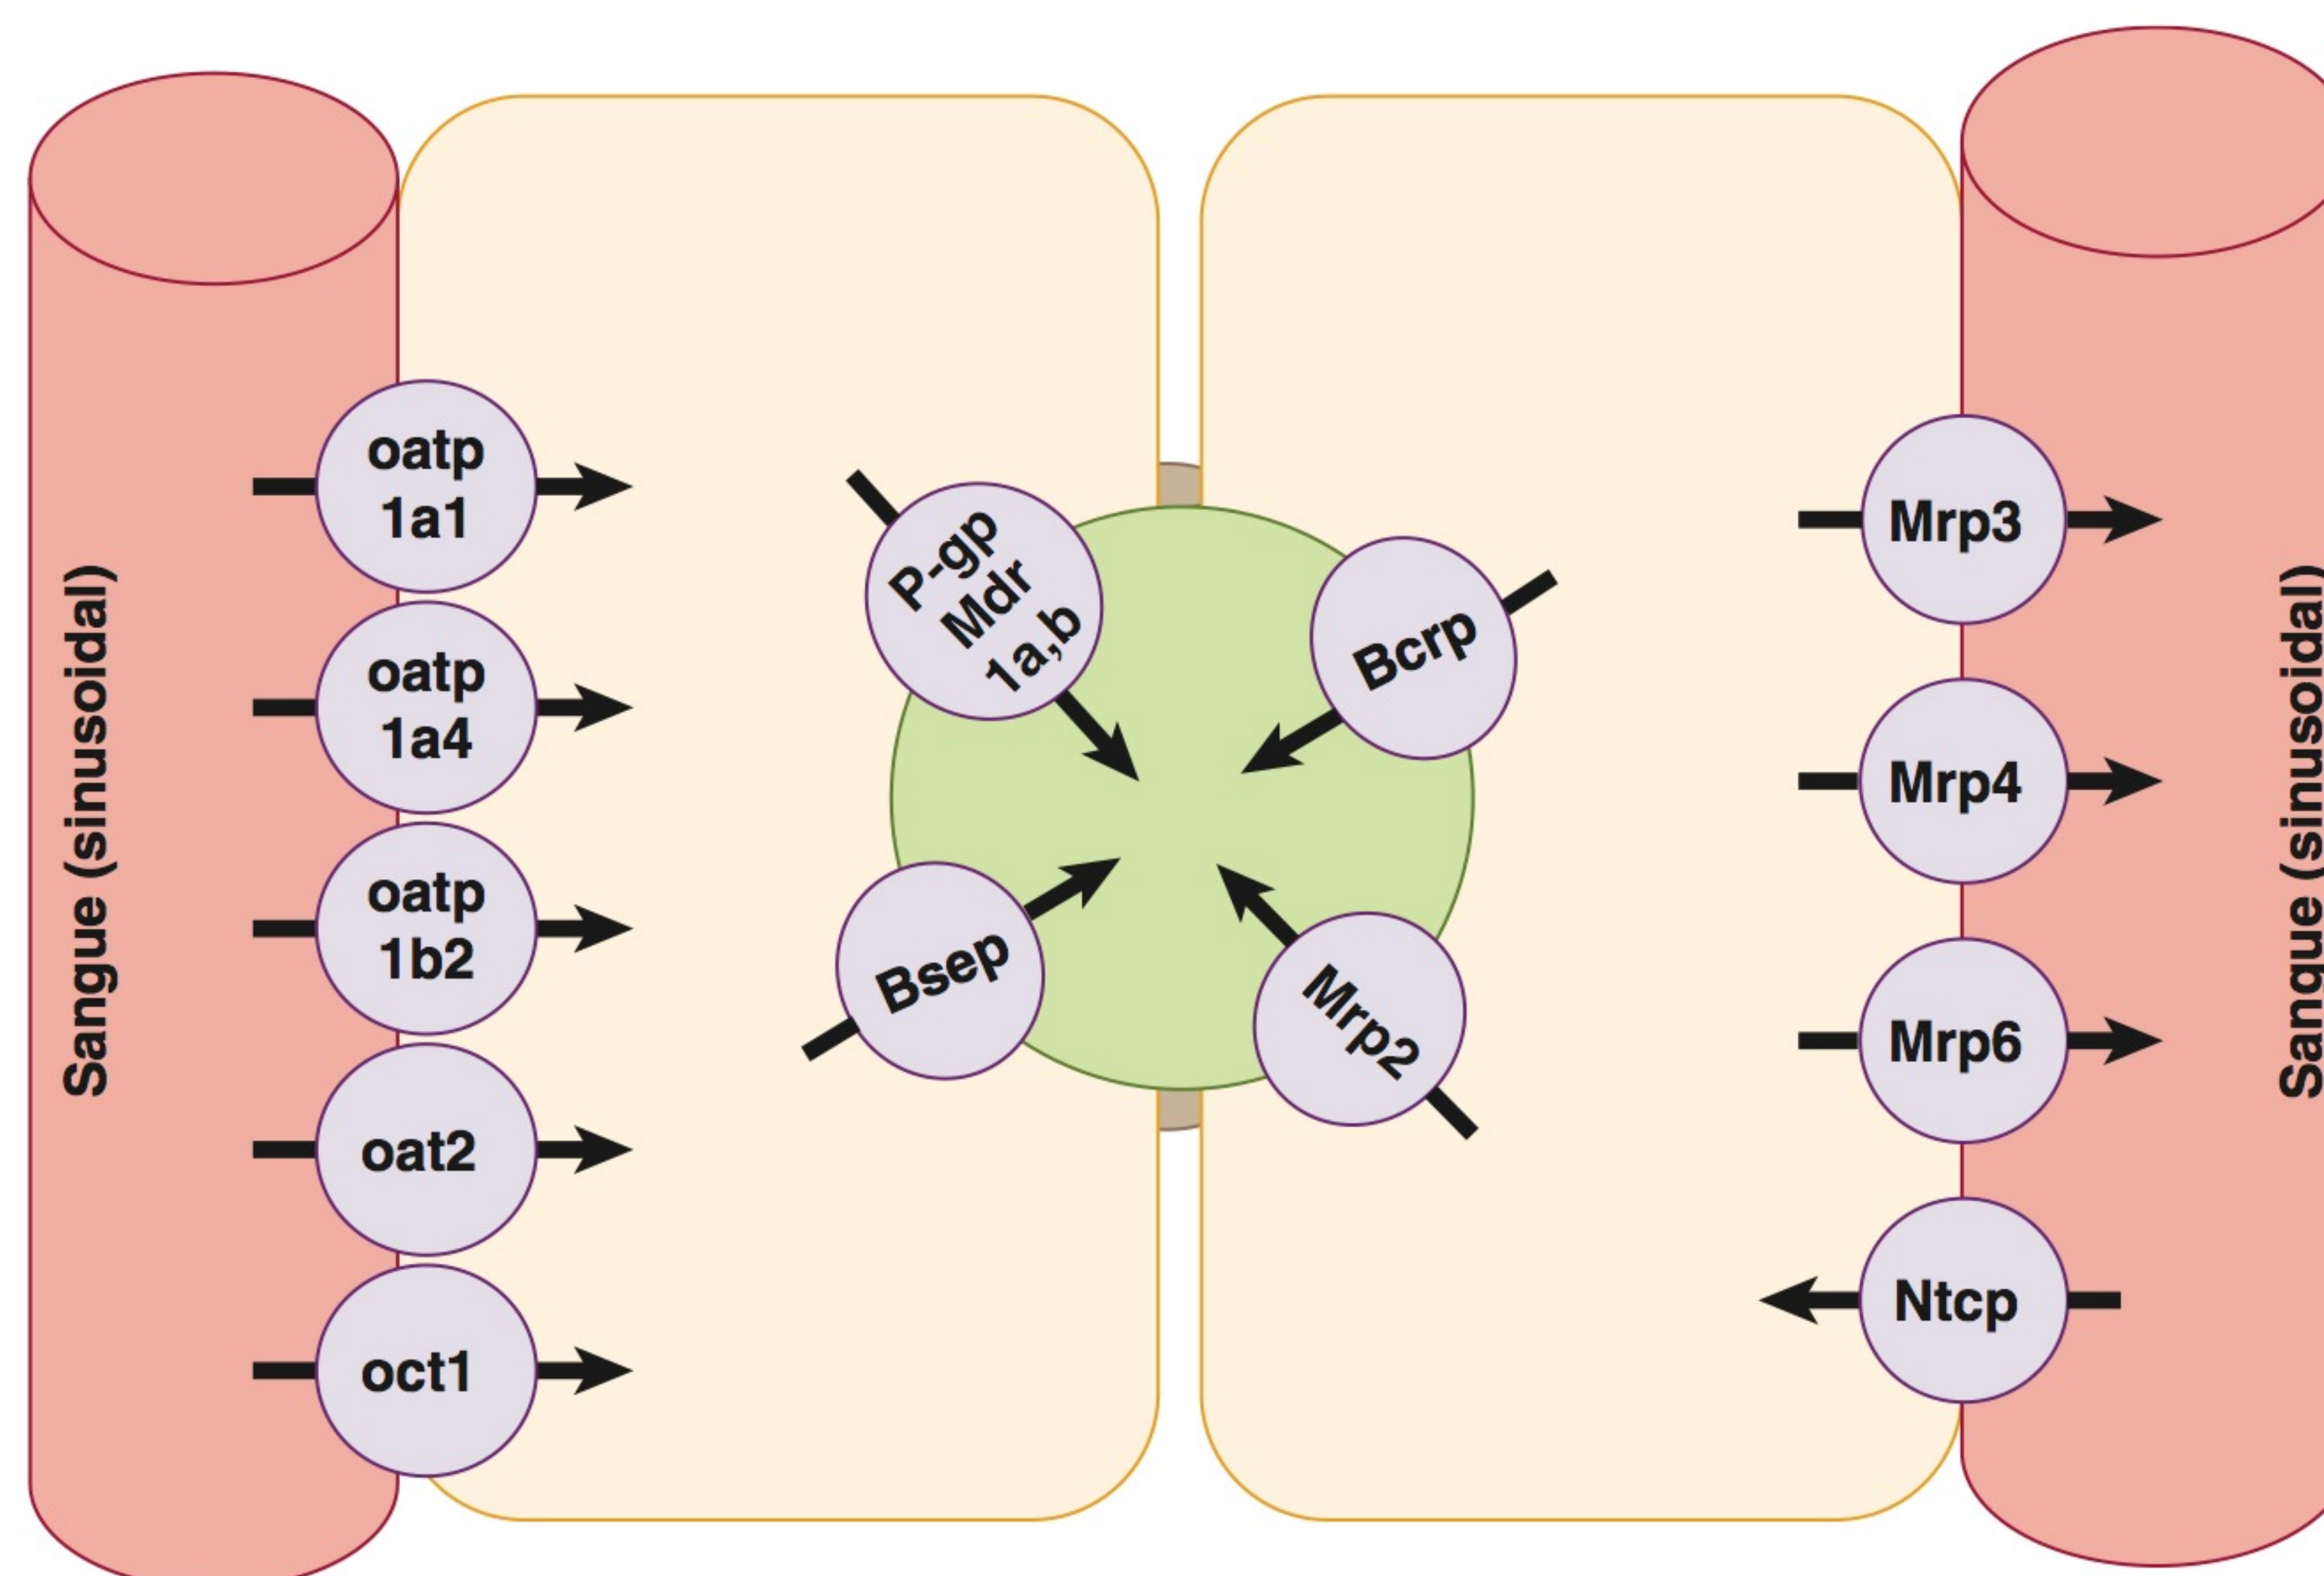 Sangue (sinusoidal)
oatp
1a1
oatp
1a4
oatp
1b2
oat2
oct1
P-gp
Mdr
1a,b
Bcrp
Bsep
Mrp2
Mrp3
Mrp4
Mrp6
Ntcp
Sangue (sinusoidal)